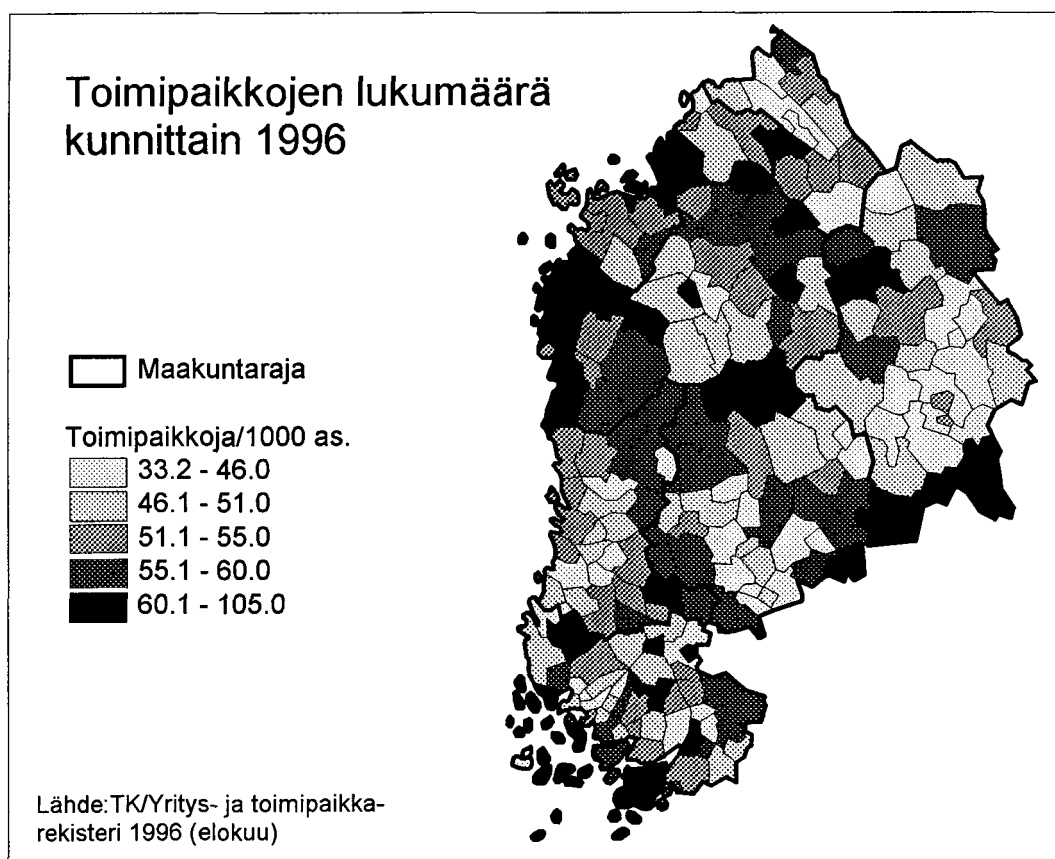 Toimipaikkojen lukumäärä
kunnittain 1996
Maakuntaraja
Toimipaikkoja/1000 as.
33.2 - 46.0
46.1 - 51.0
51.1 - 55.0
55.1 - 60.0
60.1 - 105.0
Lähde:TK/Yritys- ja toimipaikka-
rekisteri 1996 (elokuu)